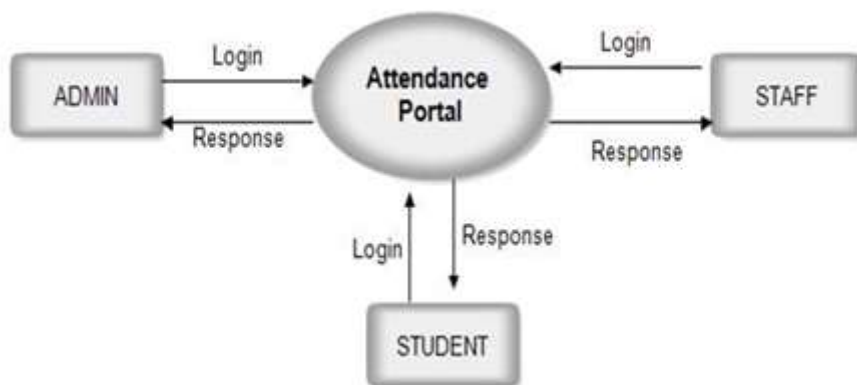 Login
Login
ADMIN
Attendance
Portal
STAFF
Response
Response
Login
Response
STUDENT